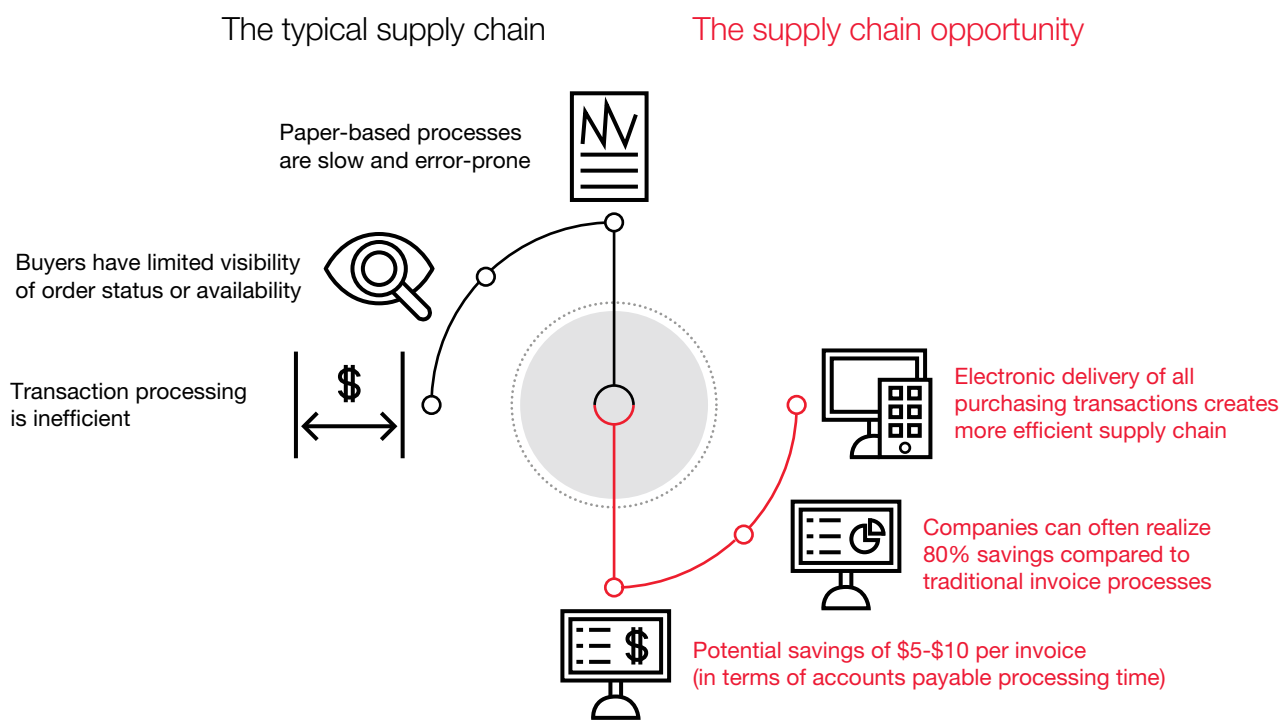 The typical supply chain
The supply chain opportunity
Paper-based processes
are slow and error-prone
Buyers have limited visibility
of order status or availability
$
Transaction processing
is inefficient
Electronic delivery of all
purchasing transactions creates
more efficient supply chain
Companies can often realize
80% savings compared to
traditional invoice processes
$
Potential savings of $5-$10 per invoice
(in terms of accounts payable processing time)